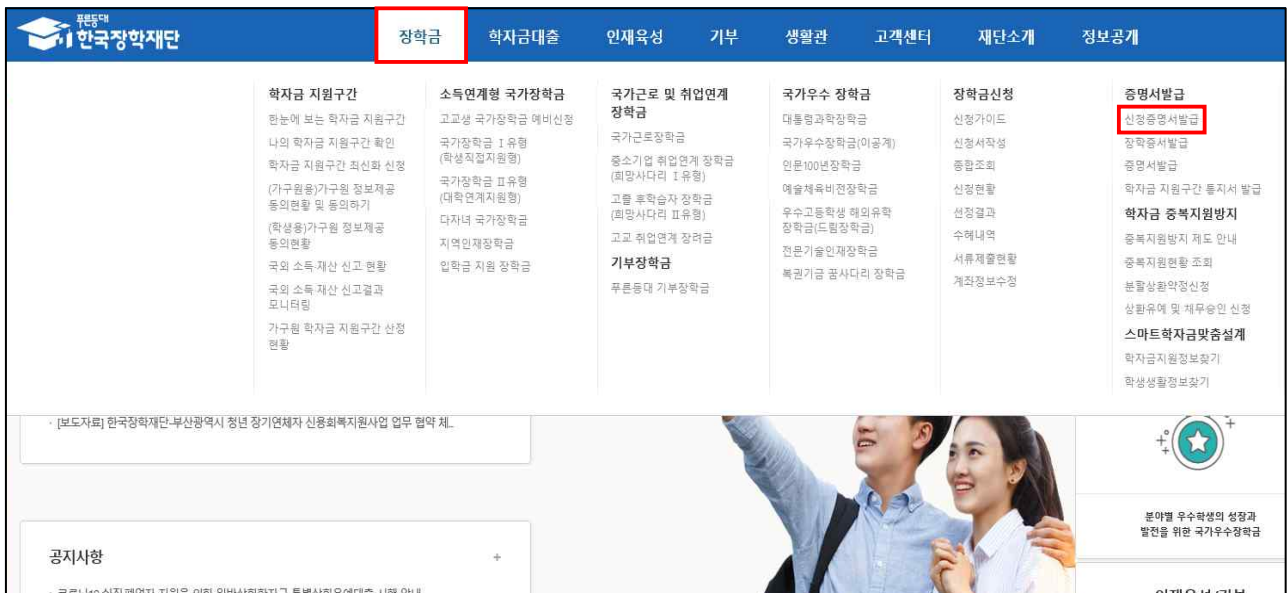 푸른등대
한국장학재단
장학금 학자금대출 인재육성 기부 생활관 고객센터 재단소개 정보공개
학자금 지원구간
한눈에 보는 학자금 지원구간
나의 학자금 지원구간 확인
학자금 지원구간 최신화 신청
(가구원용)가구원 정보제공
동의현황 및 동의하기
(학생용)가구원 정보제공
동의현황
국외 소득·재산 신고 현황
국외 소득·재산 신고결과
모니터링
가구원 학자금 지원구간 산정
현황
소득연계형 국가장학금
고교생 국가장학금 예비신청
국가장학금 Ⅰ유형
(학생직접지원형)
국가장학금 Ⅱ유형
(대학연계지원형)
다자녀 국가장학금
지역인재장학금
입학금 지원 장학금
국가근로 및 취업연계
장학금
국가근로장학금
중소기업 취업연계 장학금
(희망사다리 Ⅰ유형)
고졸 후학습자 장학금
(희망사다리 Ⅱ유형)
고교 취업연계 장려금
기부장학금
푸른등대 기부장학금
국가우수 장학금
대통령과학장학금
국가우수장학금(이공계)
인문100년장학금
예술체육비전장학금
우수고등학생 해외유학
장학금(드림장학금)
전문기술인재장학금
복권기금 꿈사다리 장학금
장학금신청
신청가이드
신청서작성
종합조회
신청현황
선정결과
수혜내역
서류제출현황
계좌정보수정
증명서발급
신청증명서발급
장학증서발급
증명서발급
학자금 지원구간 통지서 발급
학자금 중복지원방지
중복지원방지 제도 안내
중복지원현황 조회
분할상환약정신청
상환유예 및 채무승인 신청
스마트학자금맞춤설계
학자금지원정보찾기
학생생활정보찾기
· [보도자료] 한국장학재단-부산광역시 청년 장기연체자 신용회복지원사업 업무 협약 체...
분야별 우수학생의 성장과
발전을 위한 국가우수장학금
공지사항 +